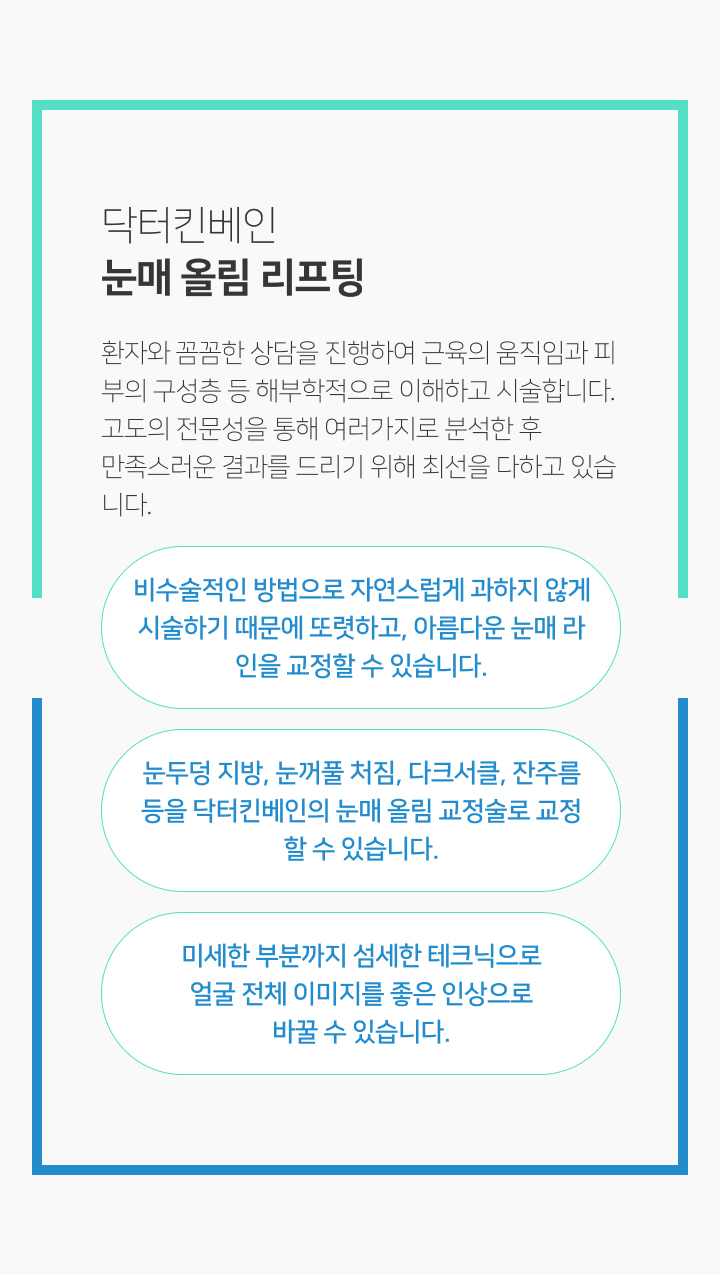 닥터킨베인
눈매 올림 리프팅
환자와 꼼꼼한 상담을 진행하여 근육의 움직임과 피
부의 구성층 등 해부학적으로 이해하고 시술합니다.
고도의 전문성을 통해 여러가지로 분석한 후
만족스러운 결과를 드리기 위해 최선을 다하고 있습
니다.
비수술적인 방법으로 자연스럽게 과하지 않게
시술하기 때문에 또렷하고, 아름다운 눈매 라
인을 교정할 수 있습니다.
눈두덩 지방, 눈꺼풀 처짐, 다크서클, 잔주름
등을 닥터킨베인의 눈매 올림 교정술로 교정
할 수 있습니다.
미세한 부분까지 섬세한 테크닉으로
얼굴 전체 이미지를 좋은 인상으로
바꿀 수 있습니다.